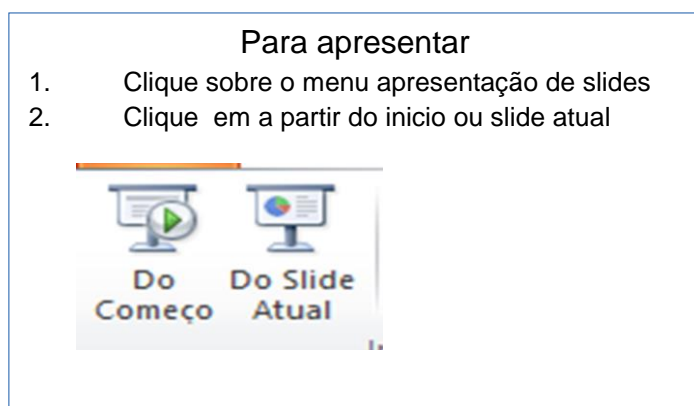 Para apresentar
1. Clique sobre o menu apresentação de slides
2. Clique em a partir do inicio ou slide atual
Do Começo
Do Slide Atual